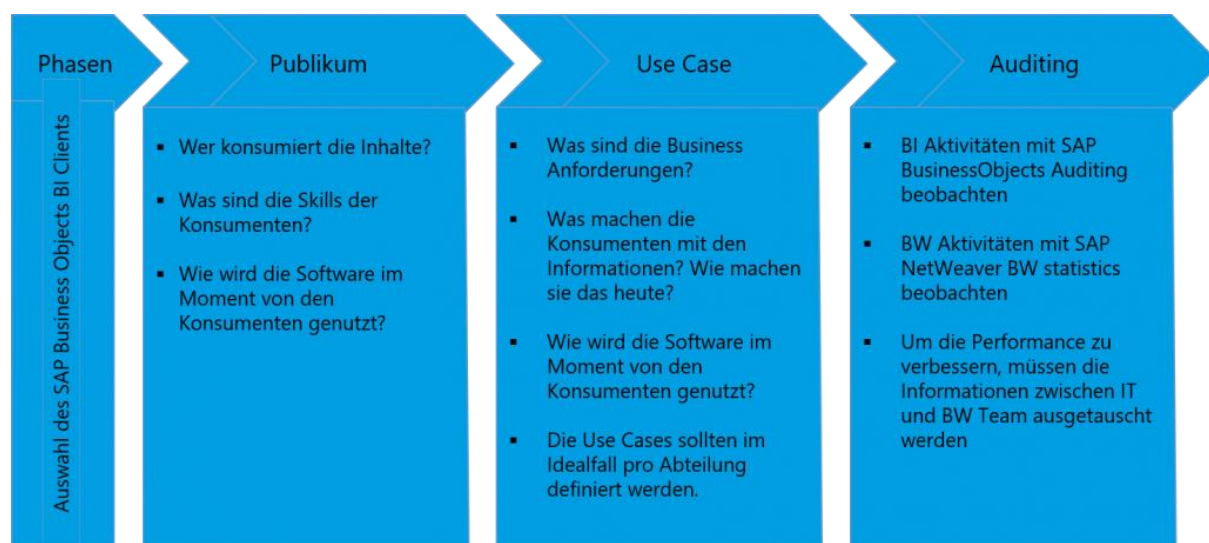 Phasen
Publikum
Use Case
Auditing
Auswahl des SAP Business Objects BI Clients
▪ Wer konsumiert die Inhalte?
▪ Was sind die Skills der
Konsumenten?
▪ Wie wird die Software im
Moment von den
Konsumenten genutzt?
▪ Was sind die Business
Anforderungen?
▪ Was machen die
Konsumenten mit den
Informationen? Wie machen
sie das heute?
▪ Wie wird die Software im
Moment von den
Konsumenten genutzt?
▪ Die Use Cases sollten im
Idealfall pro Abteilung
definiert werden.
▪ BI Aktivitäten mit SAP
BusinessObjects Auditing
beobachten
▪ BW Aktivitäten mit SAP
NetWeaver BW statistics
beobachten
▪ Um die Performance zu
verbessern, müssen die
Informationen zwischen IT
und BW Team ausgetauscht
werden